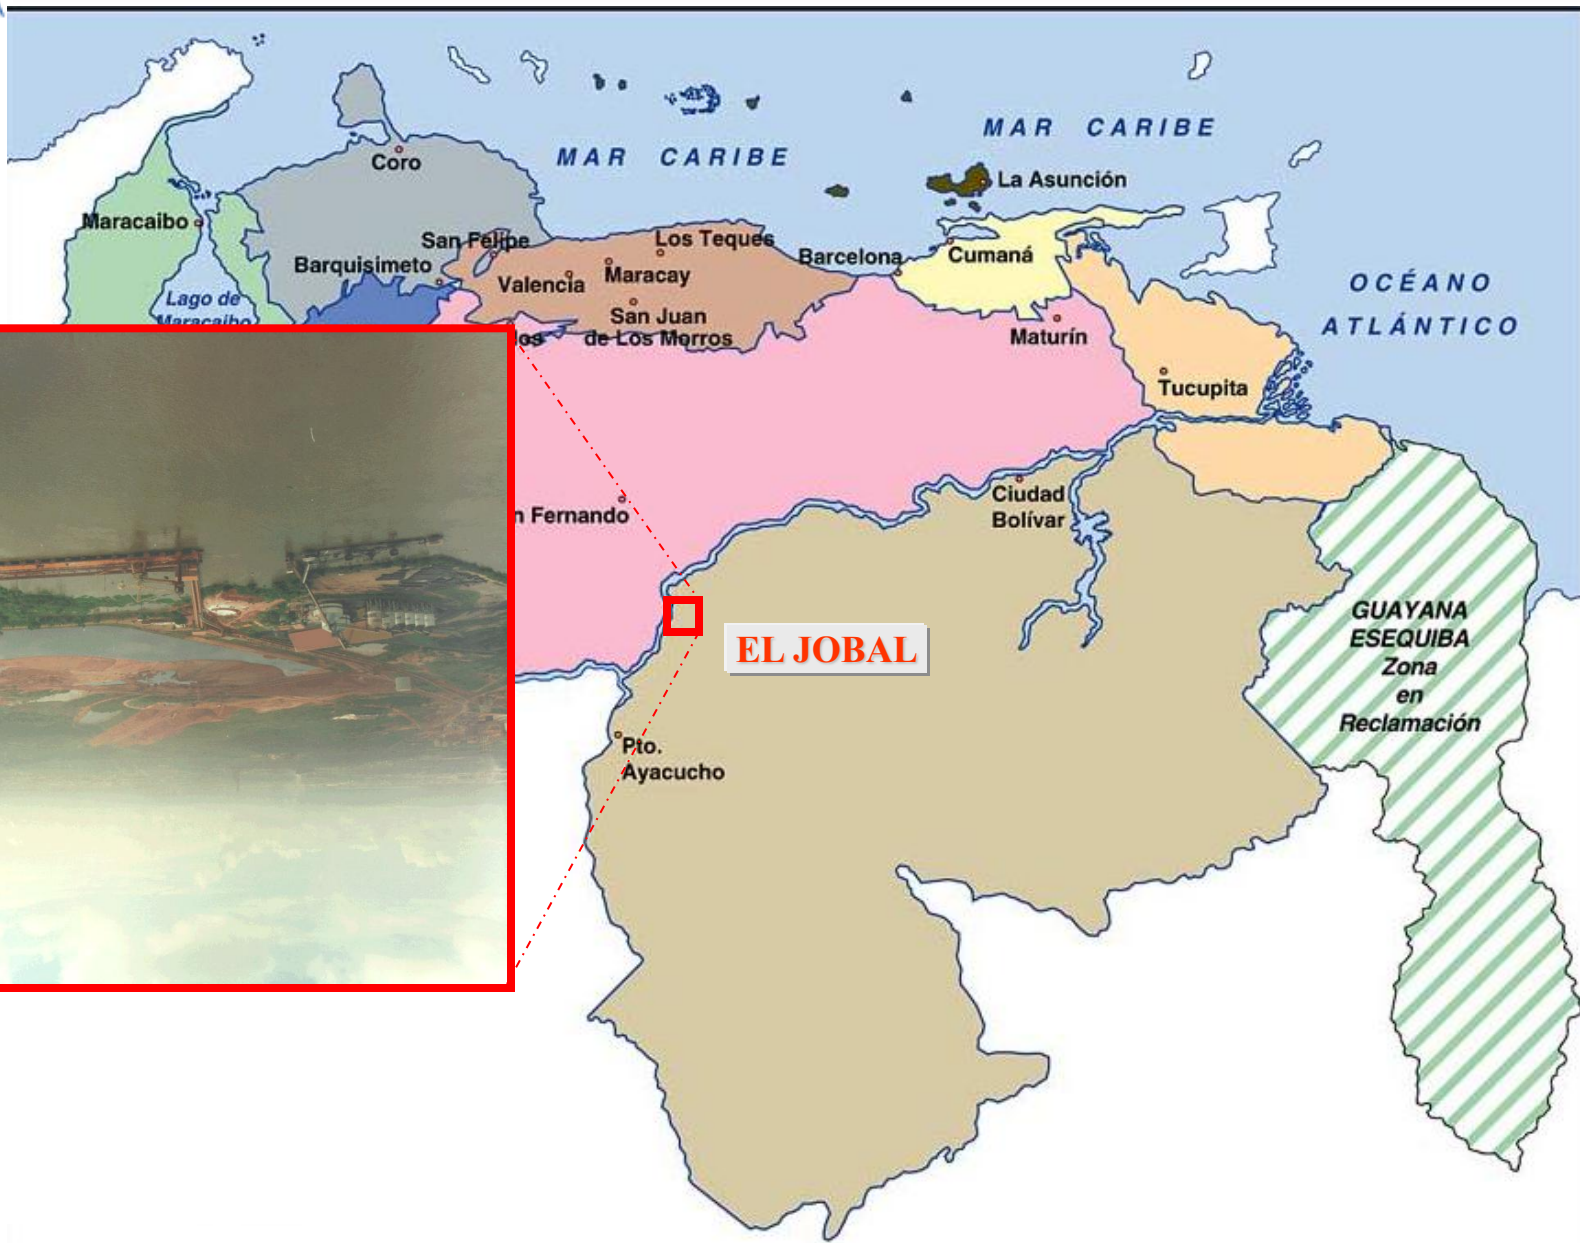 MAR CARIBE
MAR CARIBE
Coro
La Asunción
Maracaibo
San Felipe
Los Teques
Barquisimeto
Valencia
Maracay
Barcelona
Cumaná
OCÉANO
ATLÁNTICO
Lago de
Maracaibo
San Juan
de Los Morros
Maturín
Tucupita
Ciudad
Bolívar
Fernando
GUAYANA
ESEQUIBA
Zona
en
Reclamación
EL JOBAL
Pto.
Ayacucho